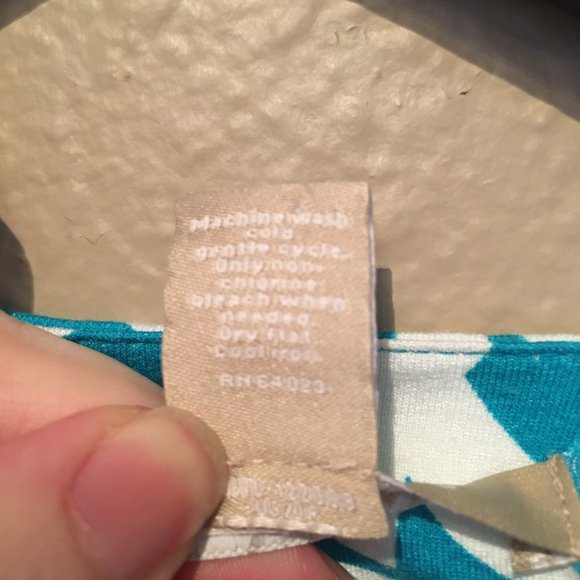 Machine wash
cold
gentle cycle.
Only non-
chlorine
bleach when
needed
Dry flat.
Cool iron.
RN 54023